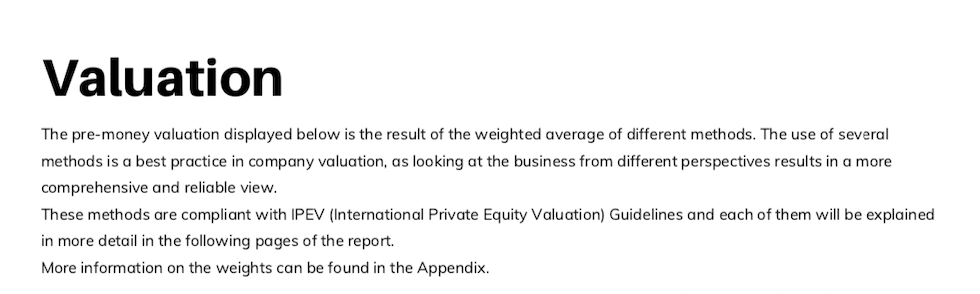 Valuation
The pre-money valuation displayed below is the result of the weighted average of different methods. The use of several
methods is a best practice in company valuation, as looking at the business from different perspectives results in a more
comprehensive and reliable view.
These methods are compliant with IPEV (International Private Equity Valuation) Guidelines and each of them will be explained
in more detail in the following pages of the report.
More information on the weights can be found in the Appendix.